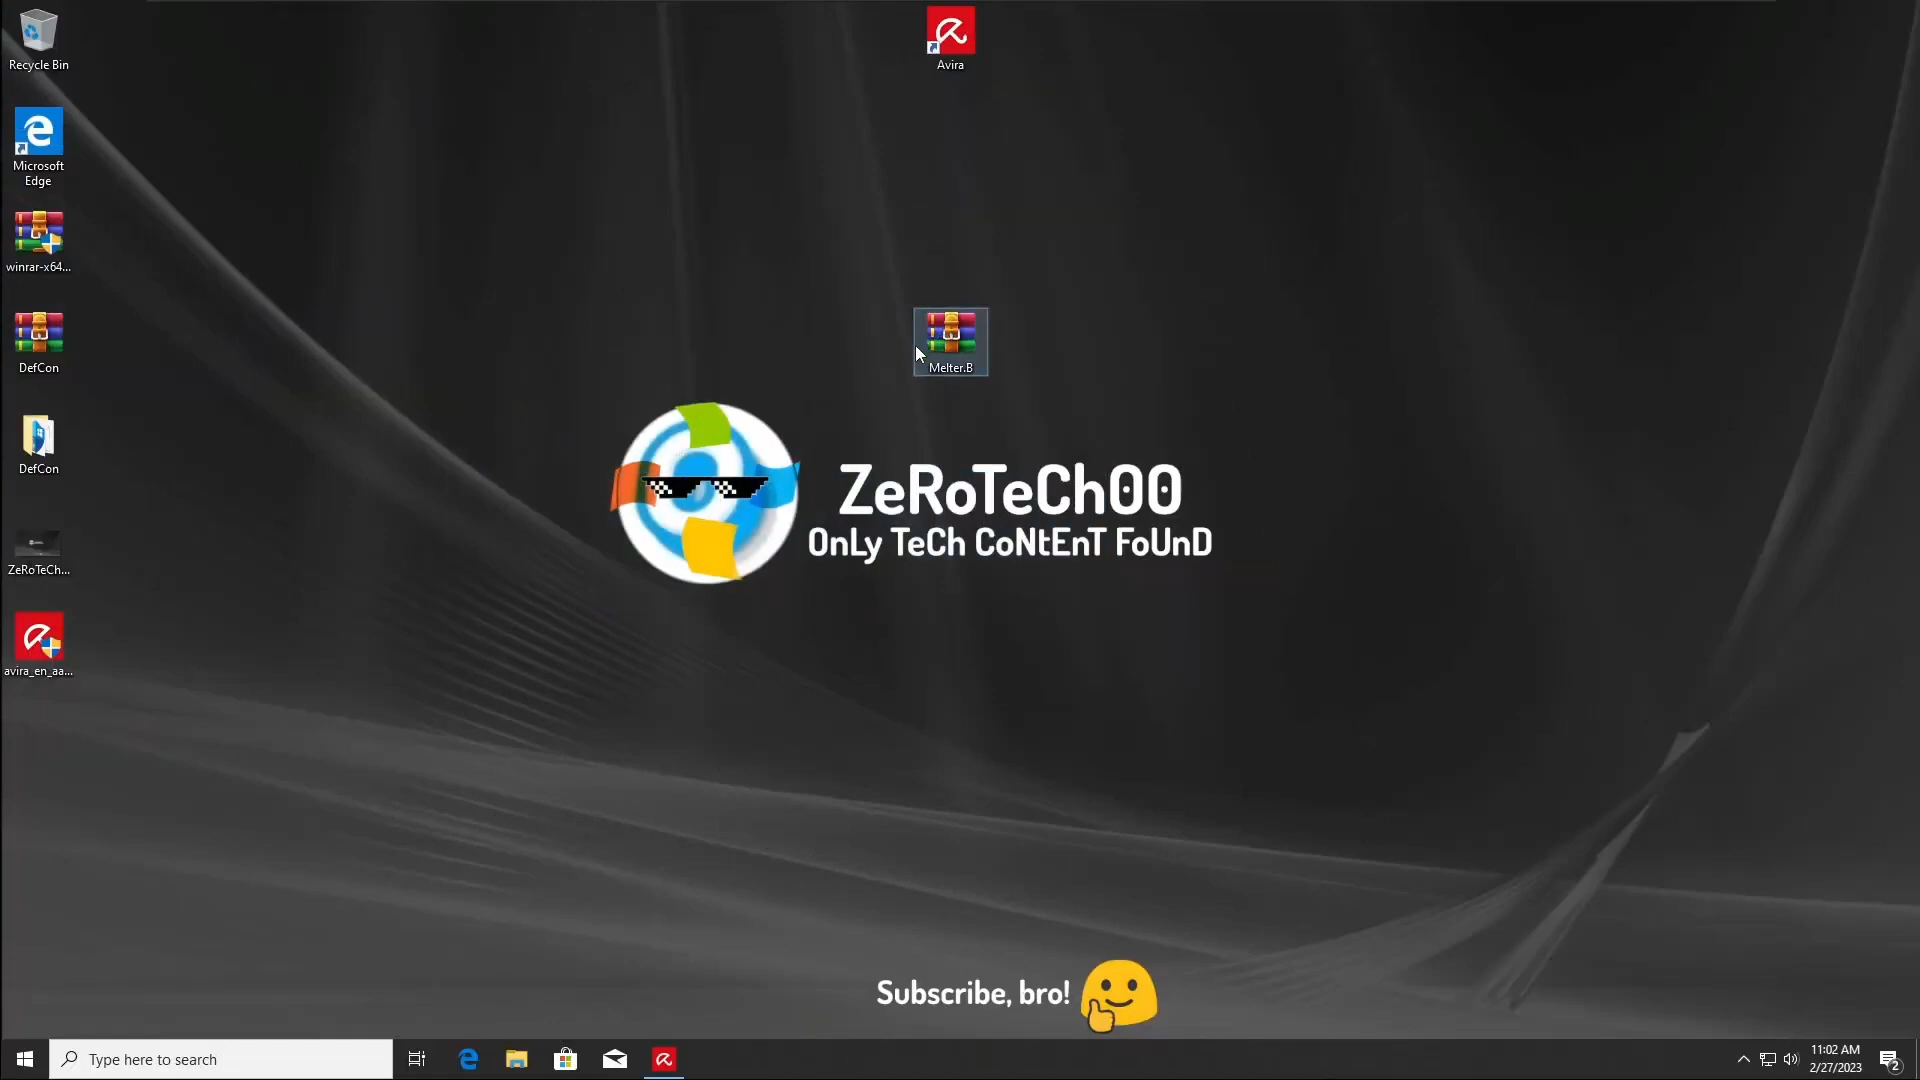 Recycle Bin
Avira
Microsoft
Edge
winrar-x64...
DefCon
Melter.B
DefCon
ZeRoTeCh00
OnLy TeCh CoNtEnT FoUnD
ZeRoTeCh...
avira_en_aa...
Subscribe, bro!
Type here to search
11:02 AM
2/27/2023
2